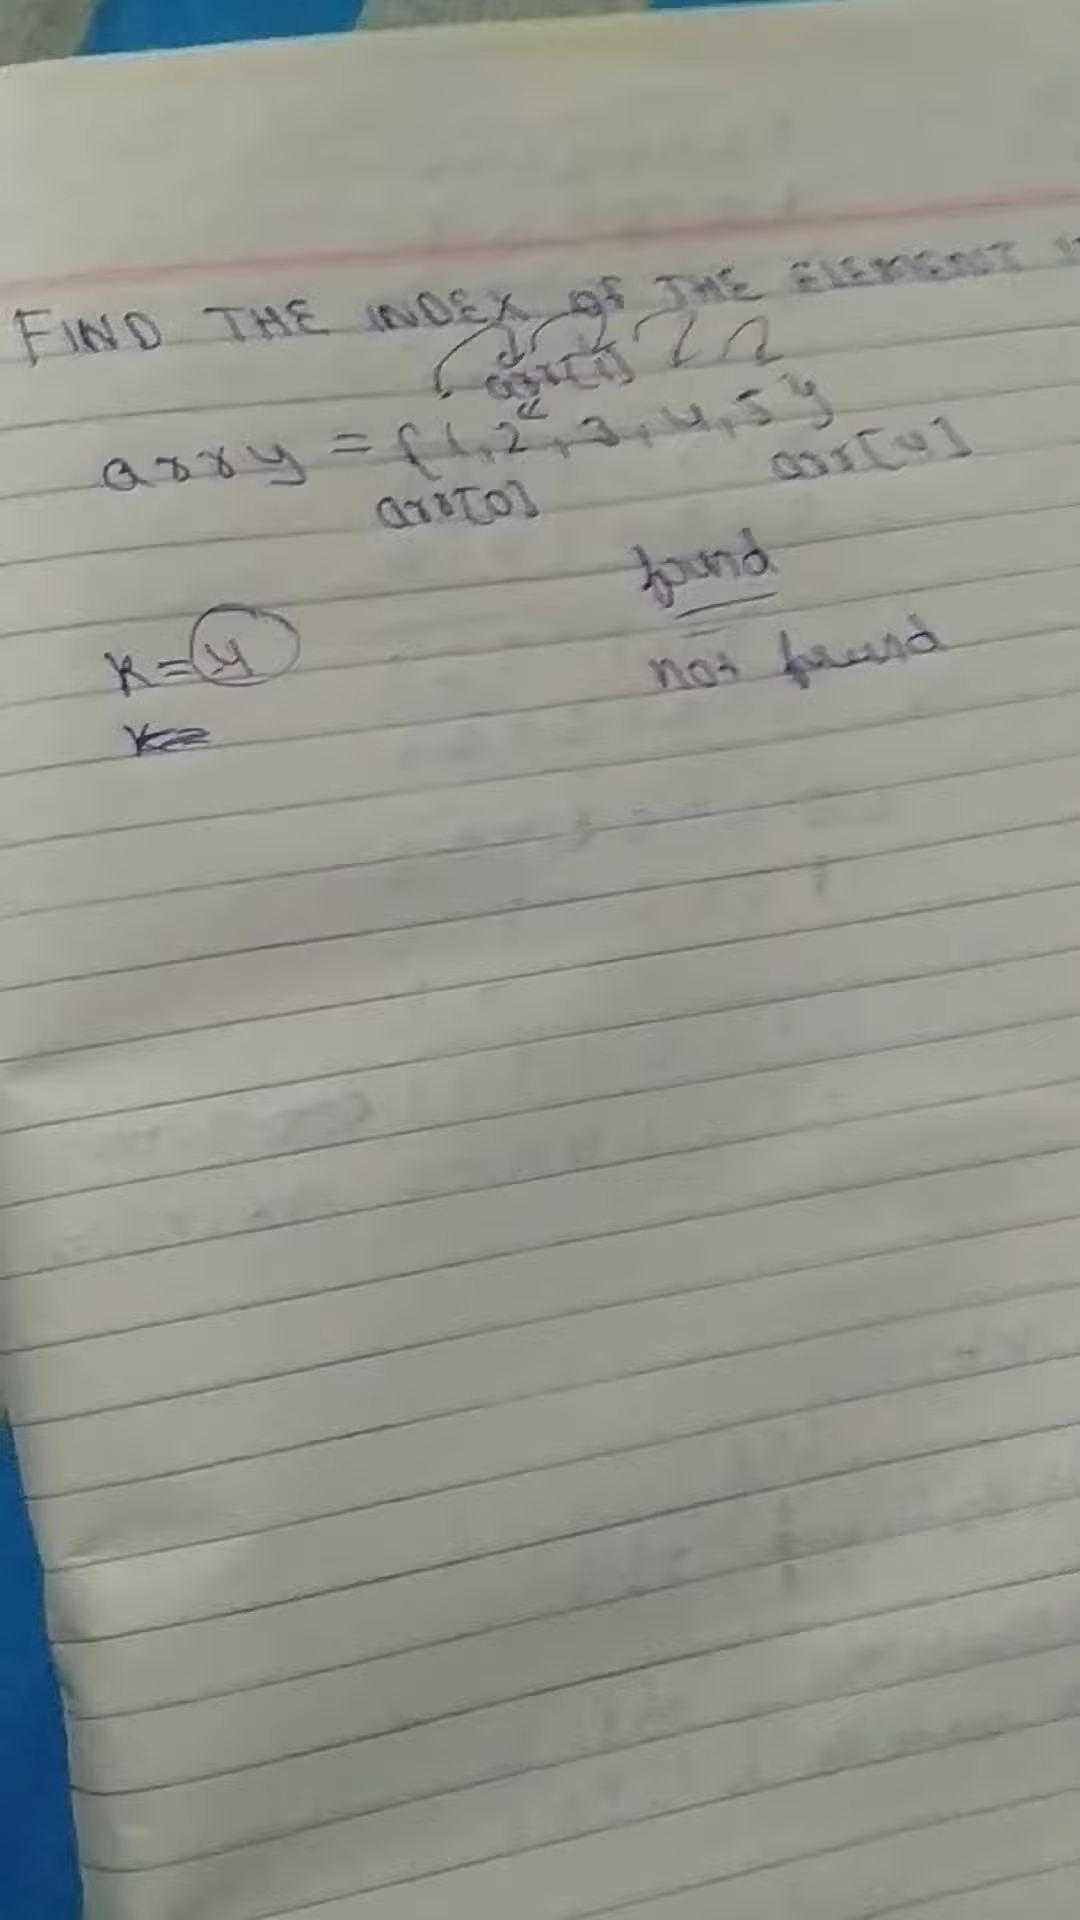 FIND THE INDEX OF THE ELEMENT
arr[1]
arry = {1,2,3,4,5}
arr[0] arr[4]
found
K=4
not found
K=